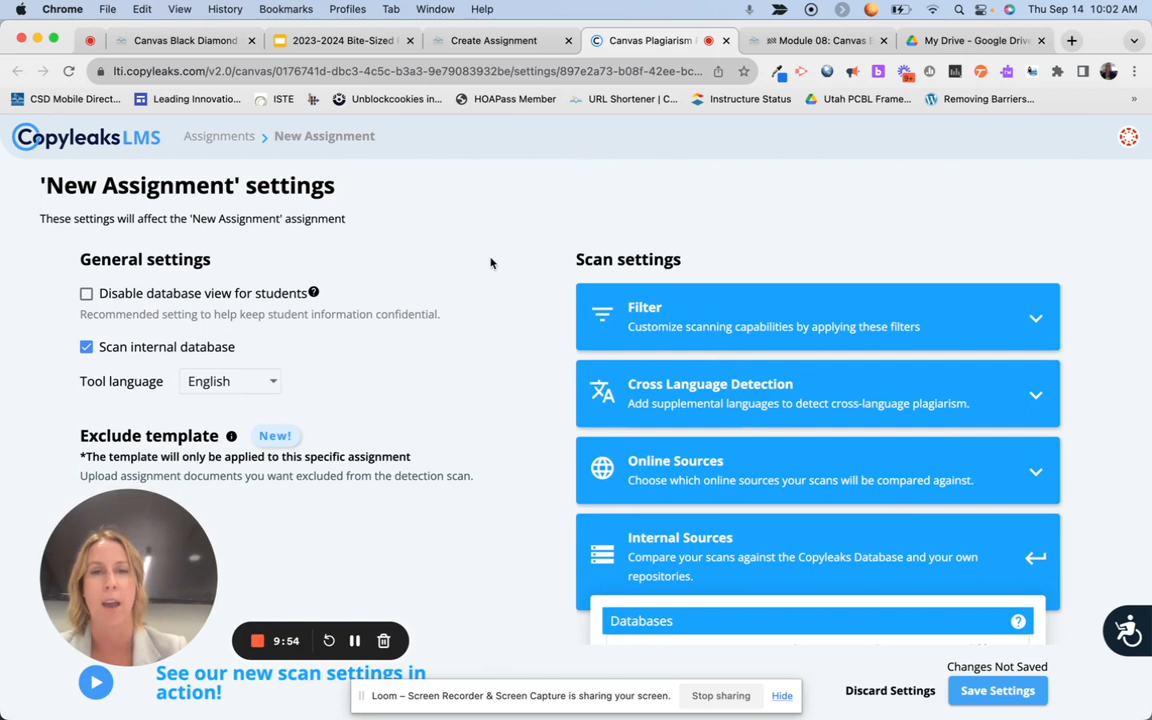 Chrome File Edit View History Bookmarks Profiles Tab Window Help Thu Sep 14 10:02 AM
Canvas Black Diamond 2023-2024 Bite-Sized Create Assignment Canvas Plagiarism Module 08: Canvas My Drive - Google Drive
lti.copyleaks.com/v2.0/canvas/0176741d-dbc3-4c5c-b3a3-9e79083932be/settings/897e2a73-b08f-42ee-bc...
CSD Mobile Direct... Leading Innovatio... ISTE Unblockcookies in... HOAPass Member URL Shortener | C... Instructure Status Utah PCBL Frame... Removing Barriers... »
Copyleaks LMS Assignments > New Assignment
'New Assignment' settings
These settings will affect the 'New Assignment' assignment
General settings
Disable database view for students
Recommended setting to help keep student information confidential.
Scan internal database
Tool language English
Exclude template New!
*The template will only be applied to this specific assignment
Upload assignment documents you want excluded from the detection scan.
Scan settings
Filter
Customize scanning capabilities by applying these filters
Cross Language Detection
Add supplemental languages to detect cross-language plagiarism.
Online Sources
Choose which online sources your scans will be compared against.
Internal Sources
Compare your scans against the Copyleaks Database and your own
repositories.
Databases
9:54
See our new scan settings in
action!
Loom – Screen Recorder & Screen Capture is sharing your screen. Stop sharing Hide
Changes Not Saved
Discard Settings Save Settings